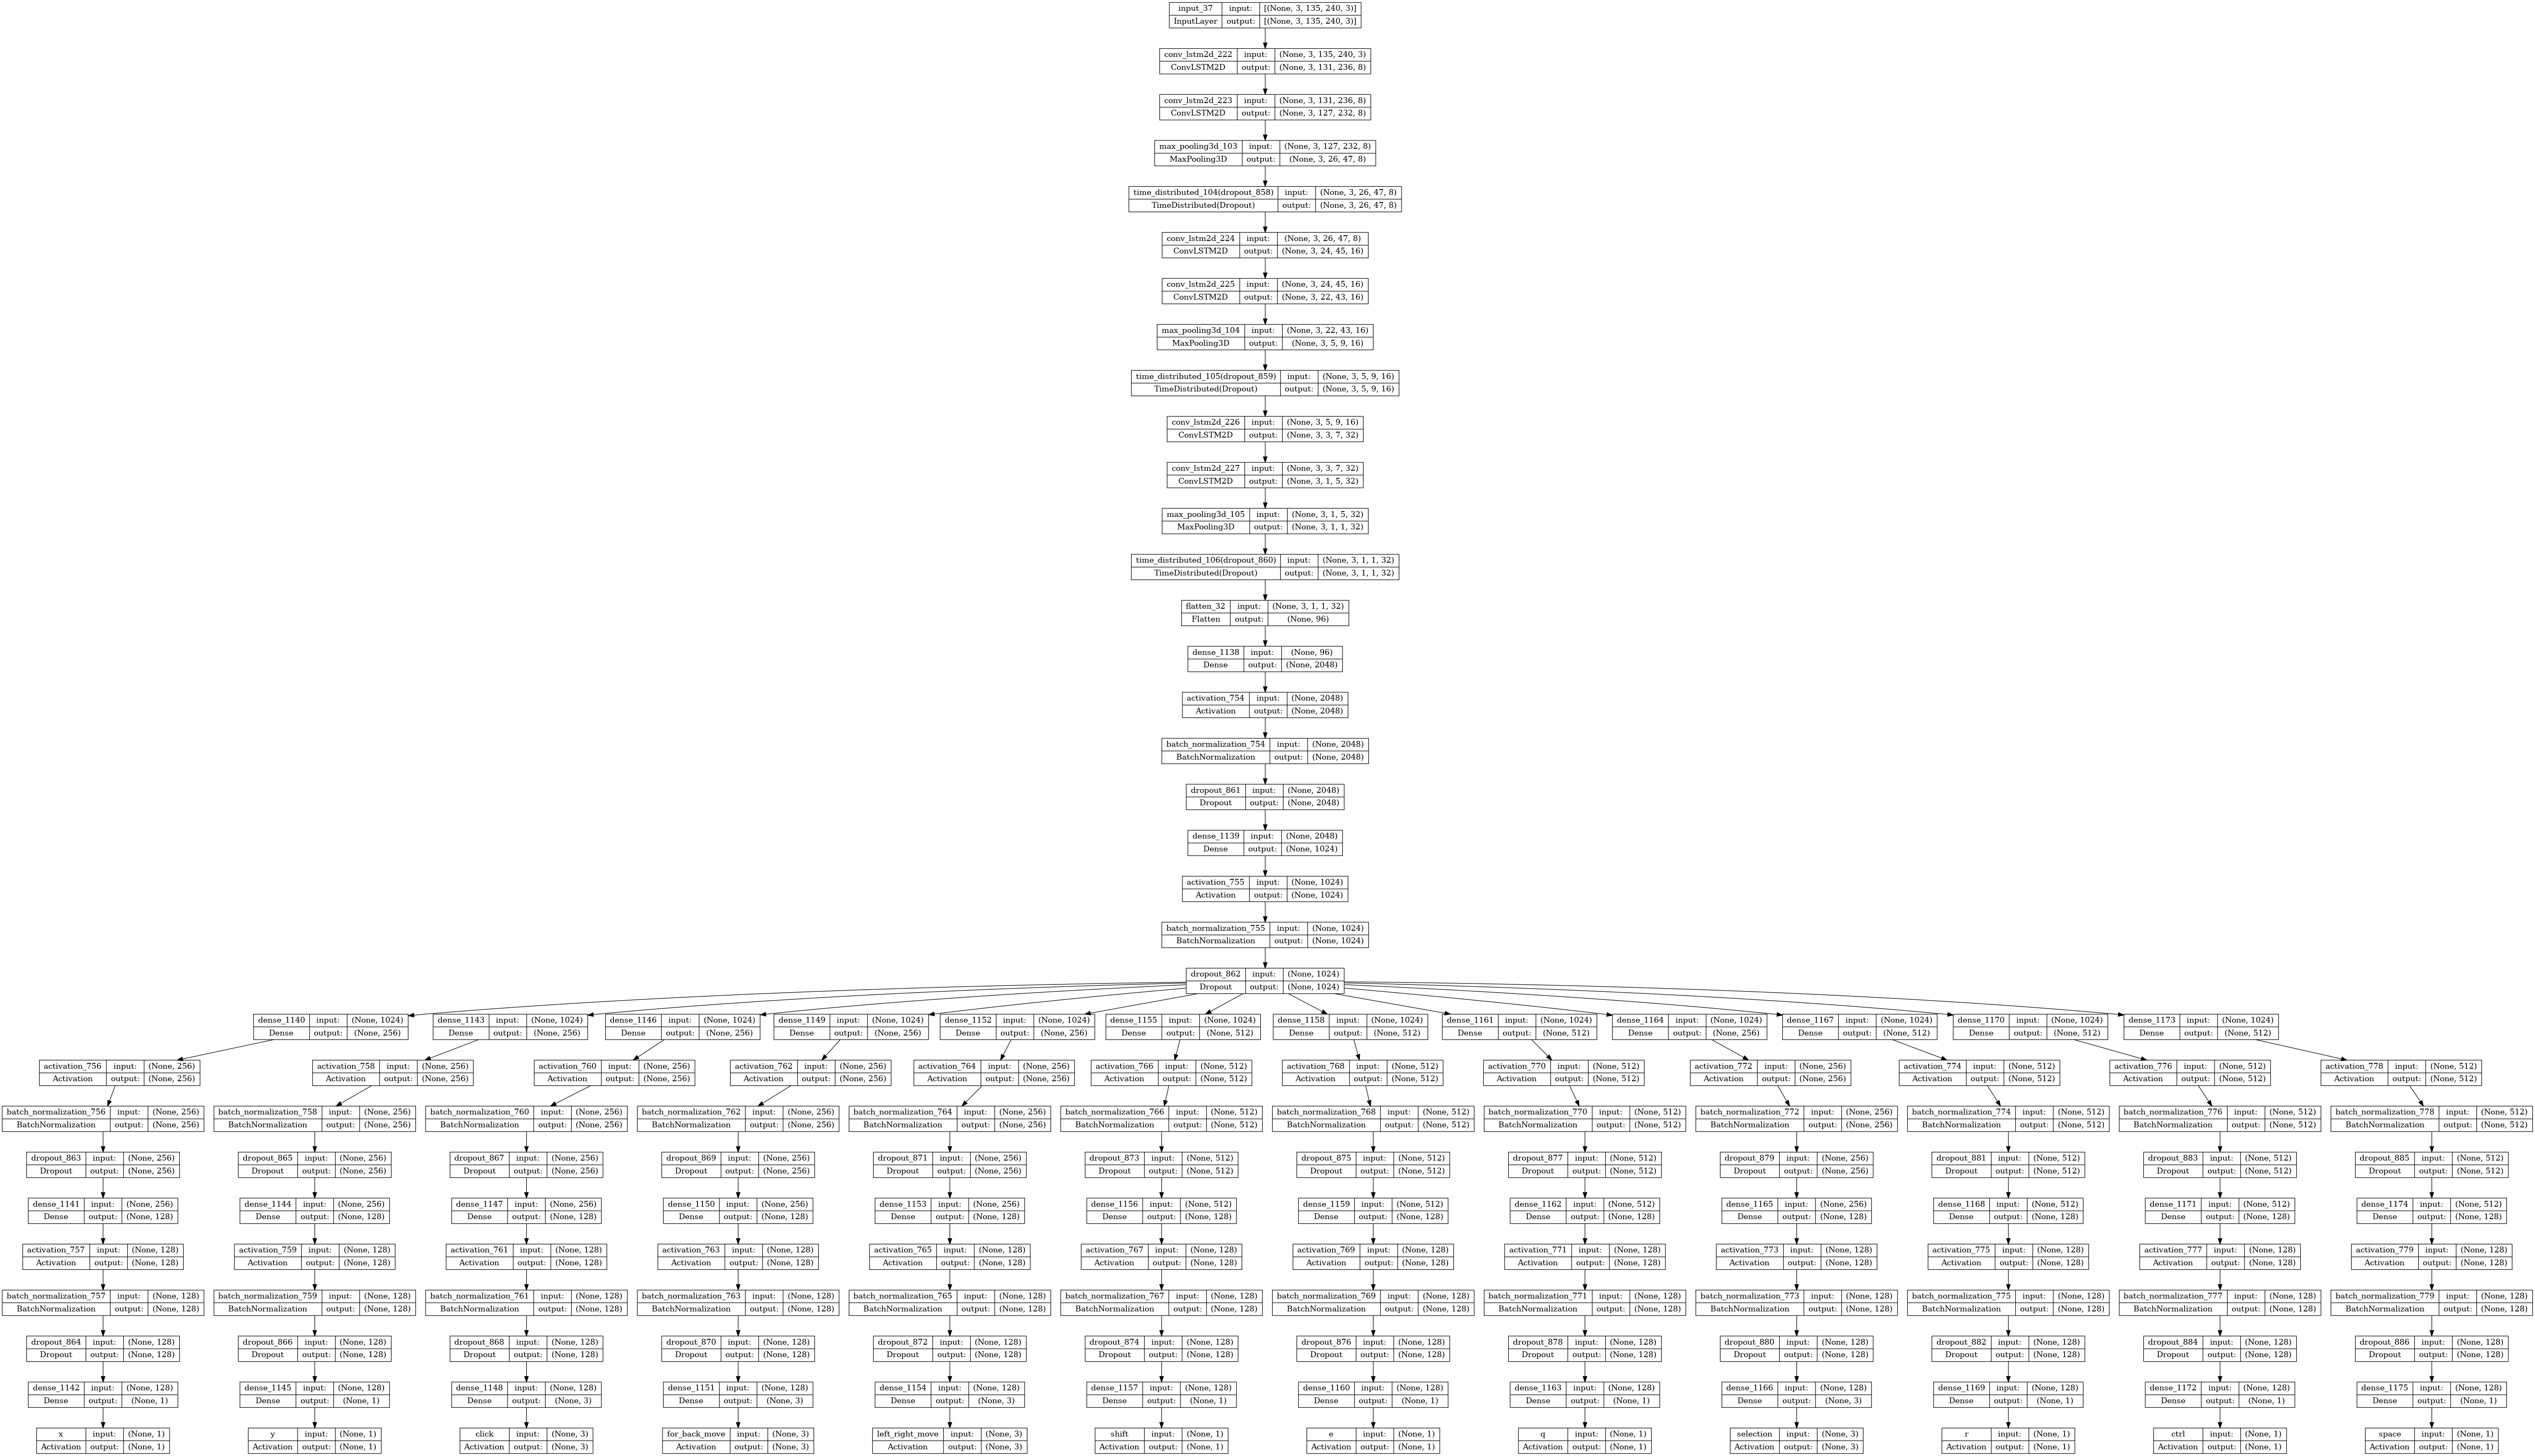 input_37 input: [(None, 3, 135, 240, 3)]
InputLayer output: [(None, 3, 135, 240, 3)]
conv_lstm2d_222 input: (None, 3, 135, 240, 3)
ConvLSTM2D output: (None, 3, 131, 236, 8)
conv_lstm2d_223 input: (None, 3, 131, 236, 8)
ConvLSTM2D output: (None, 3, 127, 232, 8)
max_pooling3d_103 input: (None, 3, 127, 232, 8)
MaxPooling3D output: (None, 3, 26, 47, 8)
time_distributed_104(dropout_858) input: (None, 3, 26, 47, 8)
TimeDistributed(Dropout) output: (None, 3, 26, 47, 8)
conv_lstm2d_224 input: (None, 3, 26, 47, 8)
ConvLSTM2D output: (None, 3, 24, 45, 16)
conv_lstm2d_225 input: (None, 3, 24, 45, 16)
ConvLSTM2D output: (None, 3, 22, 43, 16)
max_pooling3d_104 input: (None, 3, 22, 43, 16)
MaxPooling3D output: (None, 3, 5, 9, 16)
time_distributed_105(dropout_859) input: (None, 3, 5, 9, 16)
TimeDistributed(Dropout) output: (None, 3, 5, 9, 16)
conv_lstm2d_226 input: (None, 3, 5, 9, 16)
ConvLSTM2D output: (None, 3, 3, 7, 32)
conv_lstm2d_227 input: (None, 3, 3, 7, 32)
ConvLSTM2D output: (None, 3, 1, 5, 32)
max_pooling3d_105 input: (None, 3, 1, 5, 32)
MaxPooling3D output: (None, 3, 1, 1, 32)
time_distributed_106(dropout_860) input: (None, 3, 1, 1, 32)
TimeDistributed(Dropout) output: (None, 3, 1, 1, 32)
flatten_32 input: (None, 3, 1, 1, 32)
Flatten output: (None, 96)
dense_1138 input: (None, 96)
Dense output: (None, 2048)
activation_754 input: (None, 2048)
Activation output: (None, 2048)
batch_normalization_754 input: (None, 2048)
BatchNormalization output: (None, 2048)
dropout_861 input: (None, 2048)
Dropout output: (None, 2048)
dense_1139 input: (None, 2048)
Dense output: (None, 1024)
activation_755 input: (None, 1024)
Activation output: (None, 1024)
batch_normalization_755 input: (None, 1024)
BatchNormalization output: (None, 1024)
dropout_862 input: (None, 1024)
Dropout output: (None, 1024)
dense_1140 input: (None, 1024) dense_1143 input: (None, 1024) dense_1146 input: (None, 1024) dense_1149 input: (None, 1024) dense_1152 input: (None, 1024) dense_1155 input: (None, 1024) dense_1158 input: (None, 1024) dense_1161 input: (None, 1024) dense_1164 input: (None, 1024) dense_1167 input: (None, 1024) dense_1170 input: (None, 1024) dense_1173 input: (None, 1024)
Dense output: (None, 256) Dense output: (None, 256) Dense output: (None, 256) Dense output: (None, 256) Dense output: (None, 256) Dense output: (None, 512) Dense output: (None, 512) Dense output: (None, 512) Dense output: (None, 256) Dense output: (None, 512) Dense output: (None, 512) Dense output: (None, 512)
activation_756 input: (None, 256) activation_758 input: (None, 256) activation_760 input: (None, 256) activation_762 input: (None, 256) activation_764 input: (None, 256) activation_766 input: (None, 512) activation_768 input: (None, 512) activation_770 input: (None, 512) activation_772 input: (None, 256) activation_774 input: (None, 512) activation_776 input: (None, 512) activation_778 input: (None, 512)
Activation output: (None, 256) Activation output: (None, 256) Activation output: (None, 256) Activation output: (None, 256) Activation output: (None, 256) Activation output: (None, 512) Activation output: (None, 512) Activation output: (None, 512) Activation output: (None, 256) Activation output: (None, 512) Activation output: (None, 512) Activation output: (None, 512)
batch_normalization_756 input: (None, 256) batch_normalization_758 input: (None, 256) batch_normalization_760 input: (None, 256) batch_normalization_762 input: (None, 256) batch_normalization_764 input: (None, 256) batch_normalization_766 input: (None, 512) batch_normalization_768 input: (None, 512) batch_normalization_770 input: (None, 512) batch_normalization_772 input: (None, 256) batch_normalization_774 input: (None, 512) batch_normalization_776 input: (None, 512) batch_normalization_778 input: (None, 512)
BatchNormalization output: (None, 256) BatchNormalization output: (None, 256) BatchNormalization output: (None, 256) BatchNormalization output: (None, 256) BatchNormalization output: (None, 256) BatchNormalization output: (None, 512) BatchNormalization output: (None, 512) BatchNormalization output: (None, 512) BatchNormalization output: (None, 256) BatchNormalization output: (None, 512) BatchNormalization output: (None, 512) BatchNormalization output: (None, 512)
dropout_863 input: (None, 256) dropout_865 input: (None, 256) dropout_867 input: (None, 256) dropout_869 input: (None, 256) dropout_871 input: (None, 256) dropout_873 input: (None, 512) dropout_875 input: (None, 512) dropout_877 input: (None, 512) dropout_879 input: (None, 256) dropout_881 input: (None, 512) dropout_883 input: (None, 512) dropout_885 input: (None, 512)
Dropout output: (None, 256) Dropout output: (None, 256) Dropout output: (None, 256) Dropout output: (None, 256) Dropout output: (None, 256) Dropout output: (None, 512) Dropout output: (None, 512) Dropout output: (None, 512) Dropout output: (None, 256) Dropout output: (None, 512) Dropout output: (None, 512) Dropout output: (None, 512)
dense_1141 input: (None, 256) dense_1144 input: (None, 256) dense_1147 input: (None, 256) dense_1150 input: (None, 256) dense_1153 input: (None, 256) dense_1156 input: (None, 512) dense_1159 input: (None, 512) dense_1162 input: (None, 512) dense_1165 input: (None, 256) dense_1168 input: (None, 512) dense_1171 input: (None, 512) dense_1174 input: (None, 512)
Dense output: (None, 128) Dense output: (None, 128) Dense output: (None, 128) Dense output: (None, 128) Dense output: (None, 128) Dense output: (None, 128) Dense output: (None, 128) Dense output: (None, 128) Dense output: (None, 128) Dense output: (None, 128) Dense output: (None, 128) Dense output: (None, 128)
activation_757 input: (None, 128) activation_759 input: (None, 128) activation_761 input: (None, 128) activation_763 input: (None, 128) activation_765 input: (None, 128) activation_767 input: (None, 128) activation_769 input: (None, 128) activation_771 input: (None, 128) activation_773 input: (None, 128) activation_775 input: (None, 128) activation_777 input: (None, 128) activation_779 input: (None, 128)
Activation output: (None, 128) Activation output: (None, 128) Activation output: (None, 128) Activation output: (None, 128) Activation output: (None, 128) Activation output: (None, 128) Activation output: (None, 128) Activation output: (None, 128) Activation output: (None, 128) Activation output: (None, 128) Activation output: (None, 128) Activation output: (None, 128)
batch_normalization_757 input: (None, 128) batch_normalization_759 input: (None, 128) batch_normalization_761 input: (None, 128) batch_normalization_763 input: (None, 128) batch_normalization_765 input: (None, 128) batch_normalization_767 input: (None, 128) batch_normalization_769 input: (None, 128) batch_normalization_771 input: (None, 128) batch_normalization_773 input: (None, 128) batch_normalization_775 input: (None, 128) batch_normalization_777 input: (None, 128) batch_normalization_779 input: (None, 128)
BatchNormalization output: (None, 128) BatchNormalization output: (None, 128) BatchNormalization output: (None, 128) BatchNormalization output: (None, 128) BatchNormalization output: (None, 128) BatchNormalization output: (None, 128) BatchNormalization output: (None, 128) BatchNormalization output: (None, 128) BatchNormalization output: (None, 128) BatchNormalization output: (None, 128) BatchNormalization output: (None, 128) BatchNormalization output: (None, 128)
dropout_864 input: (None, 128) dropout_866 input: (None, 128) dropout_868 input: (None, 128) dropout_870 input: (None, 128) dropout_872 input: (None, 128) dropout_874 input: (None, 128) dropout_876 input: (None, 128) dropout_878 input: (None, 128) dropout_880 input: (None, 128) dropout_882 input: (None, 128) dropout_884 input: (None, 128) dropout_886 input: (None, 128)
Dropout output: (None, 128) Dropout output: (None, 128) Dropout output: (None, 128) Dropout output: (None, 128) Dropout output: (None, 128) Dropout output: (None, 128) Dropout output: (None, 128) Dropout output: (None, 128) Dropout output: (None, 128) Dropout output: (None, 128) Dropout output: (None, 128) Dropout output: (None, 128)
dense_1142 input: (None, 128) dense_1145 input: (None, 128) dense_1148 input: (None, 128) dense_1151 input: (None, 128) dense_1154 input: (None, 128) dense_1157 input: (None, 128) dense_1160 input: (None, 128) dense_1163 input: (None, 128) dense_1166 input: (None, 128) dense_1169 input: (None, 128) dense_1172 input: (None, 128) dense_1175 input: (None, 128)
Dense output: (None, 1) Dense output: (None, 1) Dense output: (None, 3) Dense output: (None, 3) Dense output: (None, 3) Dense output: (None, 1) Dense output: (None, 1) Dense output: (None, 1) Dense output: (None, 3) Dense output: (None, 1) Dense output: (None, 1) Dense output: (None, 1)
x input: (None, 1) y input: (None, 1) click input: (None, 3) for_back_move input: (None, 3) left_right_move input: (None, 3) shift input: (None, 1) e input: (None, 1) q input: (None, 1) selection input: (None, 3) r input: (None, 1) ctrl input: (None, 1) space input: (None, 1)
Activation output: (None, 1) Activation output: (None, 1) Activation output: (None, 3) Activation output: (None, 3) Activation output: (None, 3) Activation output: (None, 1) Activation output: (None, 1) Activation output: (None, 1) Activation output: (None, 3) Activation output: (None, 1) Activation output: (None, 1) Activation output: (None, 1)